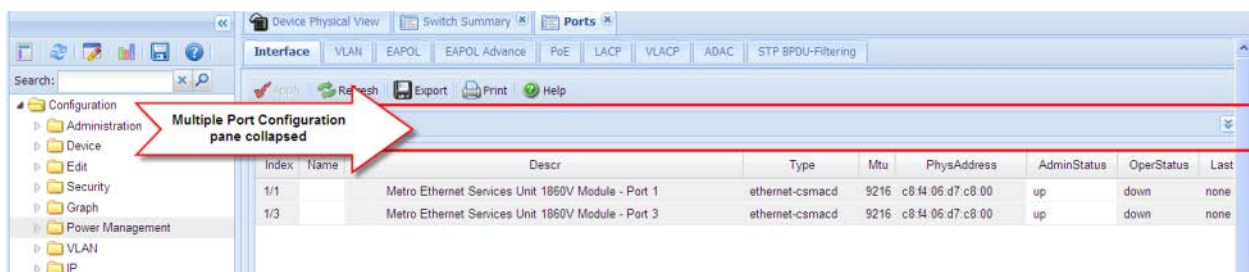 Device Physical View Switch Summary Ports
Interface VLAN EAPOL EAPOL Advance PoE LACP VLACP ADAC STP BPDU-Filtering
Search:
Apply Refresh Export Print Help
Configuration
Administration
Device
Edit
Security
Graph
Power Management
VLAN
IP
Multiple Port Configuration
pane collapsed
Index Name Descr Type Mtu PhysAddress AdminStatus OperStatus Last
1/1 Metro Ethernet Services Unit 1860V Module - Port 1 ethernet-csmacd 9216 c8:f4:06:d7:c8:00 up down none
1/3 Metro Ethernet Services Unit 1860V Module - Port 3 ethernet-csmacd 9216 c8:f4:06:d7:c8:00 up down none